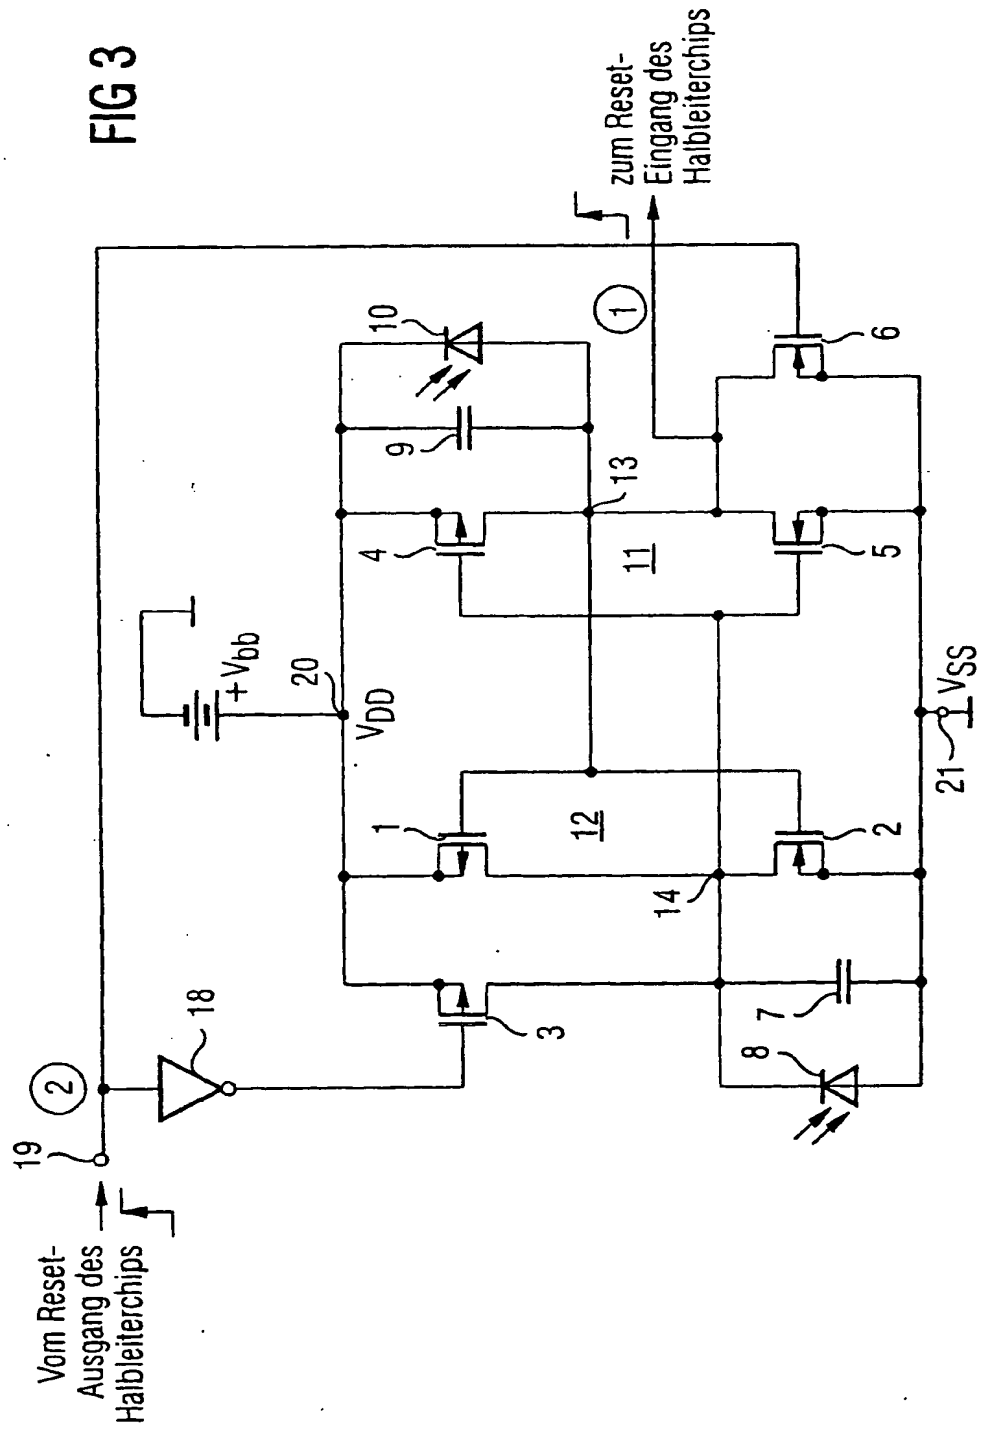 FIG 3
Vom Reset-
Ausgang des
Halbleiterchips
19
2
18
+Vbb
20
VDD
3
1
12
14
2
7
8
4
11
13
5
9
10
6
1
zum Reset-
Eingang des
Halbleiterchips
21
VSS